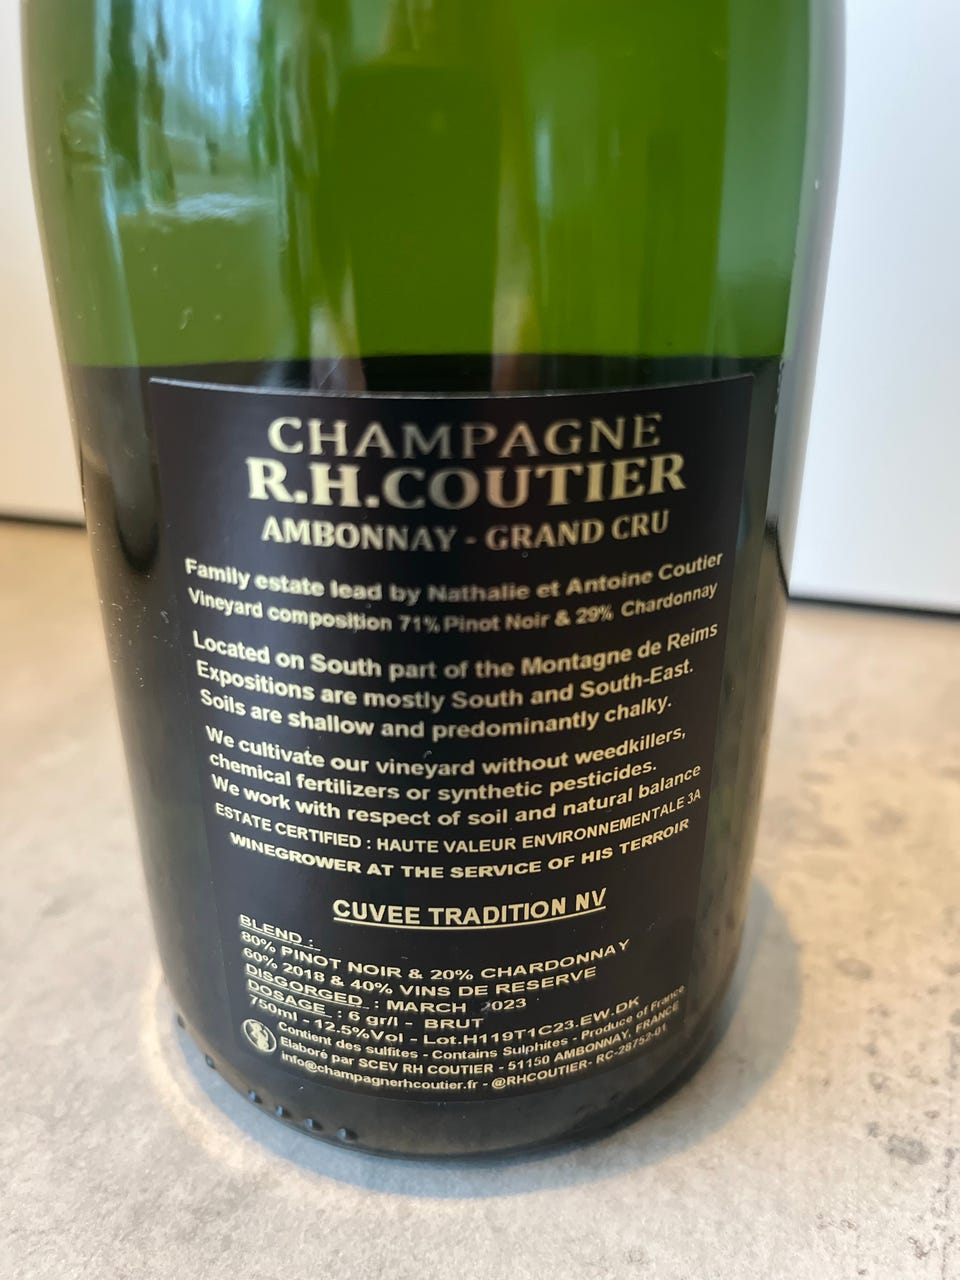 CHAMPAGNE
R.H.COUTIER
AMBONNAY - GRAND CRU
Family estate lead by Nathalie et Antoine Coutier
Vineyard composition 71% Pinot Noir & 29% Chardonnay
Located on South part of the Montagne de Reims
Expositions are mostly South and South-East.
Soils are shallow and predominantly chalky.
We cultivate our vineyard without weedkillers,
chemical fertilizers or synthetic pesticides.
We work with respect of soil and natural balance
ESTATE CERTIFIED : HAUTE VALEUR ENVIRONNEMENTALE 3A
WINEGROWER AT THE SERVICE OF HIS TERROIR
CUVEE TRADITION NV
BLEND :
80% PINOT NOIR & 20% CHARDONNAY
60% 2018 & 40% VINS DE RESERVE
DISGORGED : MARCH 2023
DOSAGE : 6 gr/l - BRUT
750ml - 12.5%Vol - Lot.H119T1C23.EW.DK
Contient des sulfites - Contains Sulphites - Produce of France
Elaboré par SCEV RH COUTIER - 51150 AMBONNAY, FRANCE
info@champagnerhcoutier.fr - @RHCOUTIER- RC-28752-01